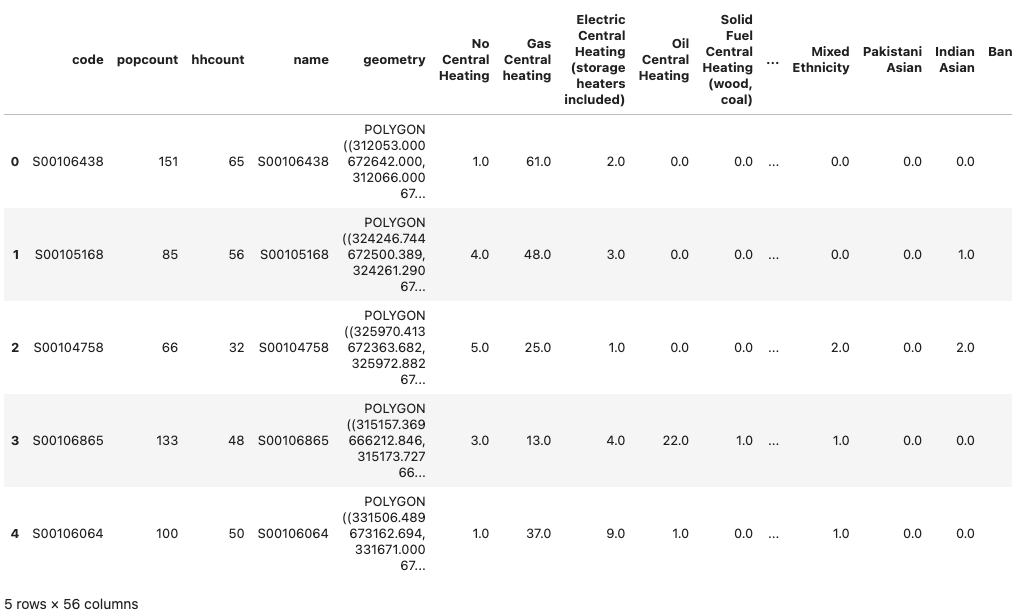 code popcount hhcount name geometry No Central Heating Gas Central heating Electric Central Heating (storage heaters included) Oil Central Heating Solid Fuel Central Heating (wood, coal) ... Mixed Ethnicity Pakistani Asian Indian Asian Ban
0 S00106438 151 65 S00106438 POLYGON ((312053.000 672642.000, 312066.000 67... 1.0 61.0 2.0 0.0 0.0 ... 0.0 0.0 0.0
1 S00105168 85 56 S00105168 POLYGON ((324246.744 672500.389, 324261.290 67... 4.0 48.0 3.0 0.0 0.0 ... 0.0 0.0 1.0
2 S00104758 66 32 S00104758 POLYGON ((325970.413 672363.682, 325972.882 67... 5.0 25.0 1.0 0.0 0.0 ... 2.0 0.0 2.0
3 S00106865 133 48 S00106865 POLYGON ((315157.369 666212.846, 315173.727 66... 3.0 13.0 4.0 22.0 1.0 ... 1.0 0.0 0.0
4 S00106064 100 50 S00106064 POLYGON ((331506.489 673162.694, 331671.000 67... 1.0 37.0 9.0 1.0 0.0 ... 1.0 0.0 0.0
5 rows × 56 columns